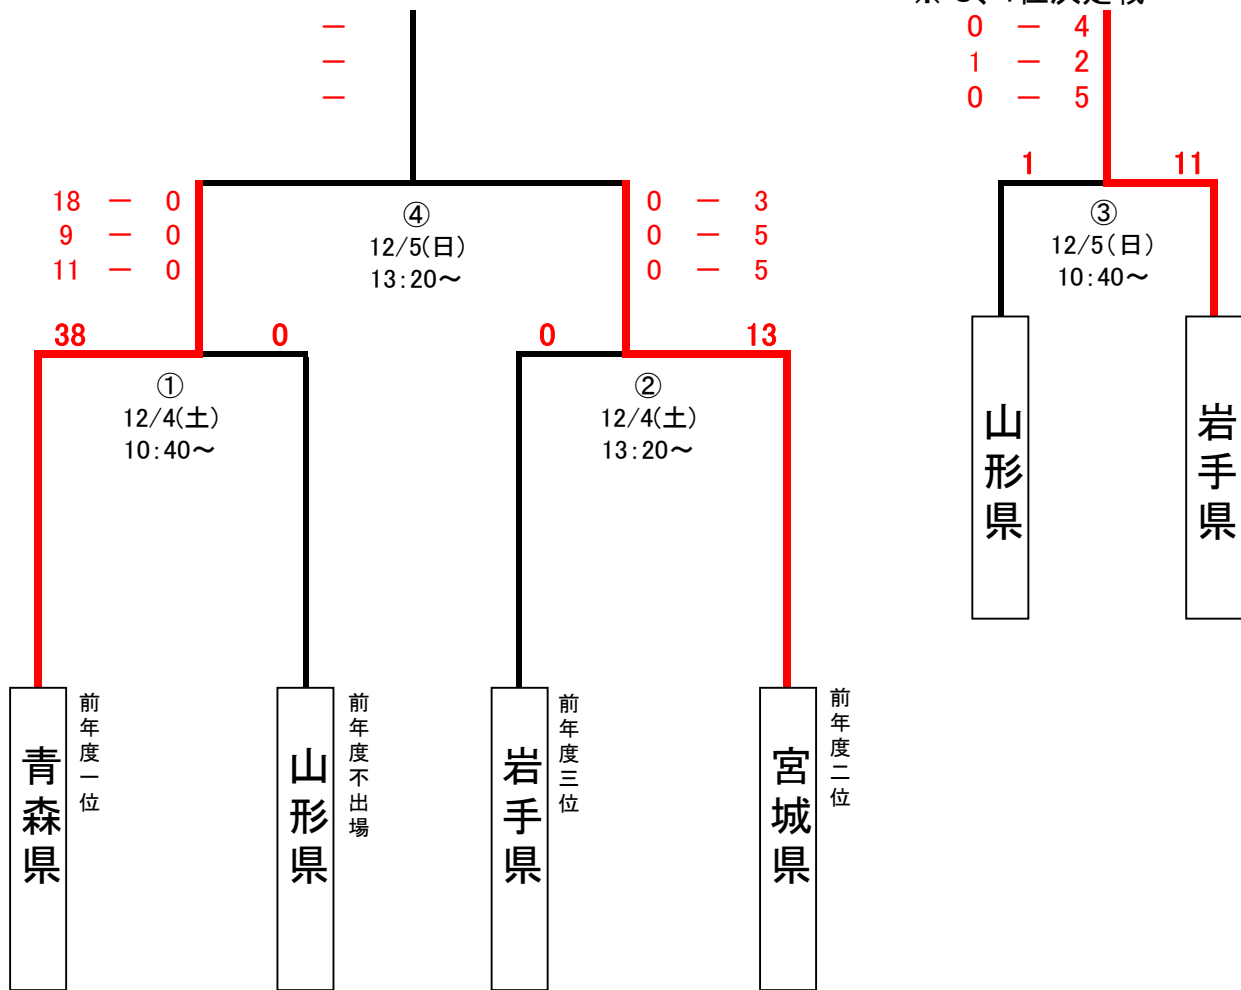 ー
ー
ー
18 ー 0
9 ー 0
11 ー 0
④
12/5(日)
13:20～
0 ー 3
0 ー 5
0 ー 5
38
0
①
12/4(土)
10:40～
0
13
②
12/4(土)
13:20～
青森県
前年度一位
山形県
前年度不出場
岩手県
前年度三位
宮城県
前年度二位
0 ー 4
1 ー 2
0 ー 5
1
11
③
12/5(日)
10:40～
山形県
岩手県